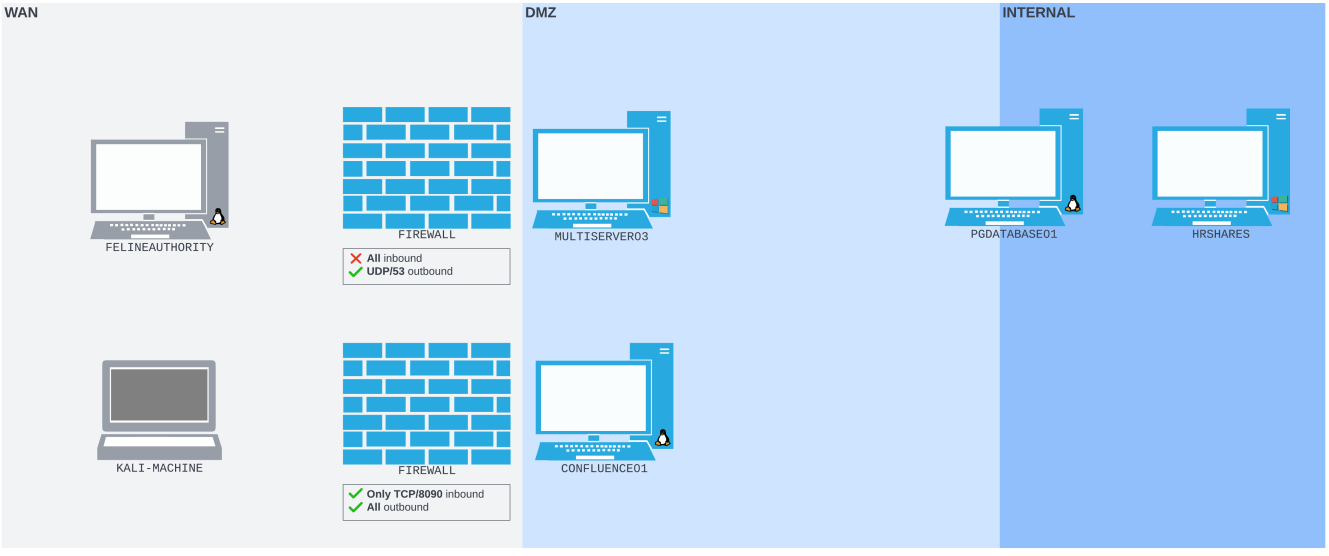 WAN
DMZ
INTERNAL
FELINEAUTHORITY
FIREWALL
All inbound
UDP/53 outbound
MULTISERVER03
PGDATABASE01
HRSHARES
KALI-MACHINE
FIREWALL
Only TCP/8090 inbound
All outbound
CONFLUENCE01